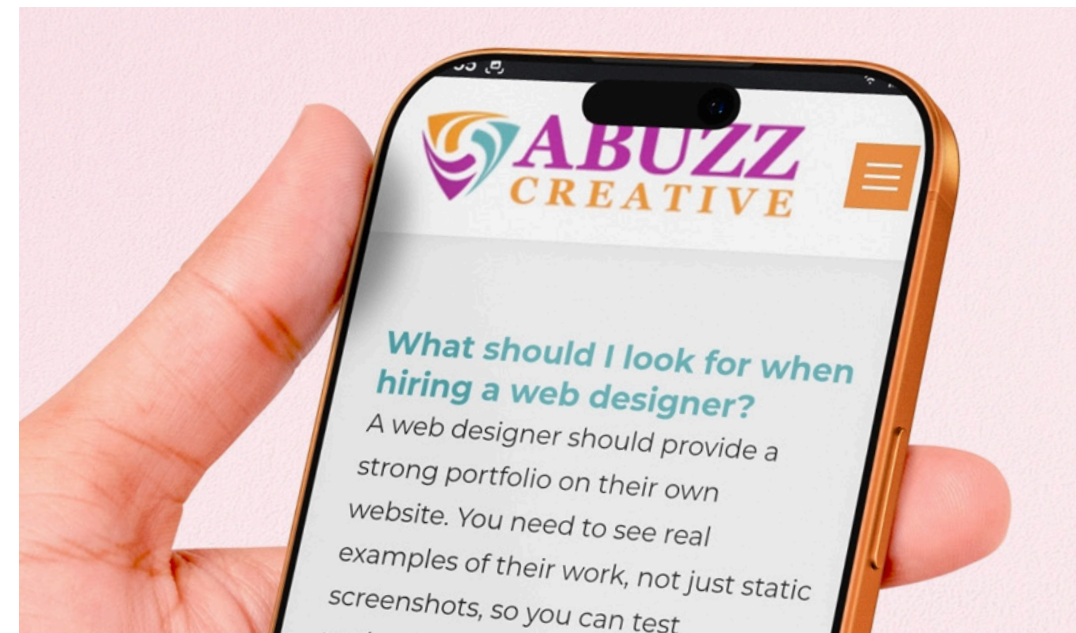 ABUZZ
CREATIVE
What should I look for when
hiring a web designer?
A web designer should provide a
strong portfolio on their own
website. You need to see real
examples of their work, not just static
screenshots, so you can test